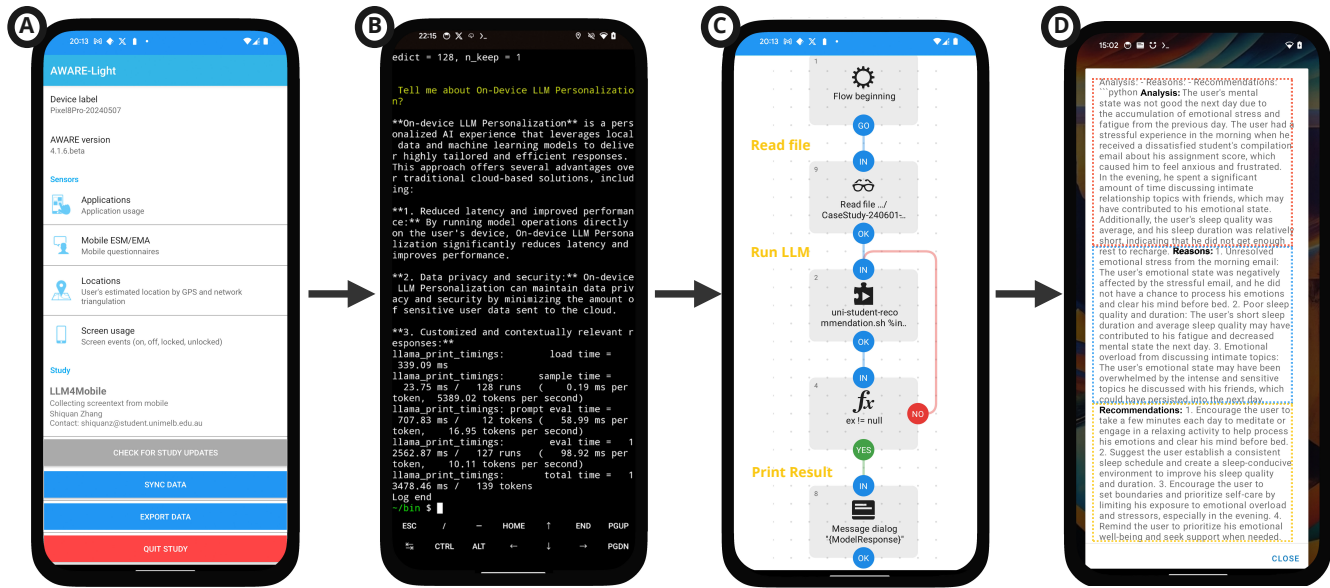 A
20:13
AWARE-Light
Device label
Pixel8Pro-20240507
AWARE version
4.1.6.beta
Sensors
Applications
Application usage
Mobile ESM/EMA
Mobile questionnaires
Locations
User's estimated location by GPS and network
triangulation
Screen usage
Screen events (on, off, locked, unlocked)
Study
LLM4Mobile
Collecting screentext from mobile
Shiquan Zhang
Contact: shiquanz@student.unimelb.edu.au
CHECK FOR STUDY UPDATES
SYNC DATA
EXPORT DATA
QUIT STUDY
B
22:15
edict = 128, n_keep = 1
Tell me about On-Device LLM Personalizatio
n?
**On-device LLM Personalization** is a pers
onalized AI experience that leverages local
data and machine learning models to delive
r highly tailored and efficient responses.
This approach offers several advantages ove
r traditional cloud-based solutions, includ
ing:
**1. Reduced latency and improved performan
ce:** By running model operations directly
on the user's device, On-device LLM Persona
lization significantly reduces latency and
improves performance.
**2. Data privacy and security:** On-device
LLM Personalization can maintain data priv
acy and security by minimizing the amount o
f sensitive user data sent to the cloud.
**3. Customized and contextually relevant r
esponses:**
llama_print_timings:        load time =
339.09 ms
llama_print_timings:      sample time =
23.75 ms /   128 runs   (    0.19 ms per
token,  5389.02 tokens per second)
llama_print_timings: prompt eval time =
707.83 ms /    12 tokens (   58.99 ms per
token,    16.95 tokens per second)
llama_print_timings:        eval time =   1
2562.87 ms /   127 runs   (   98.92 ms per
token,    10.11 tokens per second)
llama_print_timings:       total time =   1
3478.46 ms /   139 tokens
Log end
~/bin $
ESC / — HOME ↑ END PGUP
↹ CTRL ALT ← ↓ → PGDN
C
20:13
1
Flow beginning
GO
Read file
IN
9
Read file .../
CaseStudy-240601-..
OK
Run LLM
IN
2
uni-student-reco
mmendation.sh %in..
OK
IN
4
fx
ex != null
NO
YES
Print Result
IN
8
Message dialog
"{ModelResponse}"
OK
D
15:02
Analysis: - Reasons: - Recommendations:
```python Analysis: The user's mental
state was not good the next day due to
the accumulation of emotional stress and
fatigue from the previous day. The user had a
stressful experience in the morning when he
received a dissatisfied student's compilation
email about his assignment score, which
caused him to feel anxious and frustrated.
In the evening, he spent a significant
amount of time discussing intimate
relationship topics with friends, which may
have contributed to his emotional state.
Additionally, the user's sleep quality was
average, and his sleep duration was relatively
short, indicating that he did not get enough
rest to recharge. Reasons: 1. Unresolved
emotional stress from the morning email:
The user's emotional state was negatively
affected by the stressful email, and he did
not have a chance to process his emotions
and clear his mind before bed. 2. Poor sleep
quality and duration: The user's short sleep
duration and average sleep quality may have
contributed to his fatigue and decreased
mental state the next day. 3. Emotional
overload from discussing intimate topics:
The user's emotional state may have been
overwhelmed by the intense and sensitive
topics he discussed with his friends, which
could have persisted into the next day.
Recommendations: 1. Encourage the user to
take a few minutes each day to meditate or
engage in a relaxing activity to help process
his emotions and clear his mind before bed.
2. Suggest the user establish a consistent
sleep schedule and create a sleep-conducive
environment to improve his sleep quality
and duration. 3. Encourage the user to
set boundaries and prioritize self-care by
limiting his exposure to emotional overload
and stressors, especially in the evening. 4.
Remind the user to prioritize his emotional
well-being and seek support when needed.
CLOSE